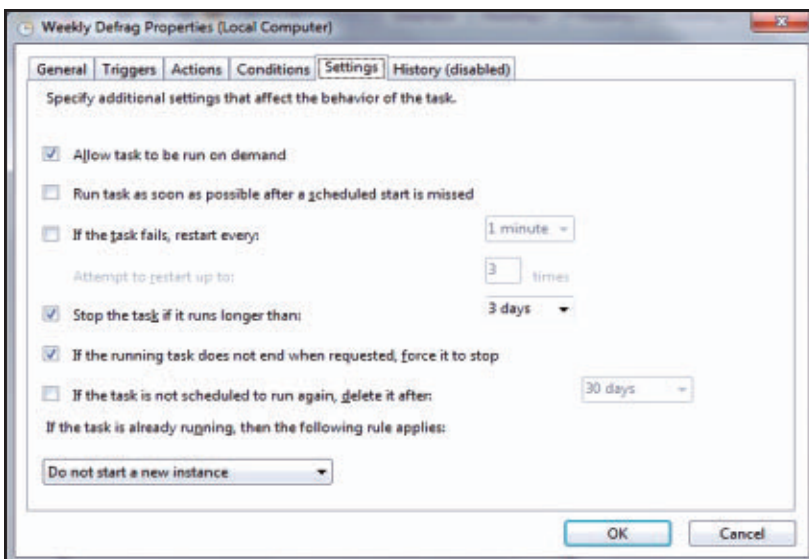 Weekly Defrag Properties (Local Computer)
General Triggers Actions Conditions Settings History (disabled)
Specify additional settings that affect the behavior of the task.
Allow task to be run on demand
Run task as soon as possible after a scheduled start is missed
If the task fails, restart every: 1 minute
Attempt to restart up to: 3 times
Stop the task if it runs longer than: 3 days
If the running task does not end when requested, force it to stop
If the task is not scheduled to run again, delete it after: 30 days
If the task is already running, then the following rule applies:
Do not start a new instance
OK Cancel